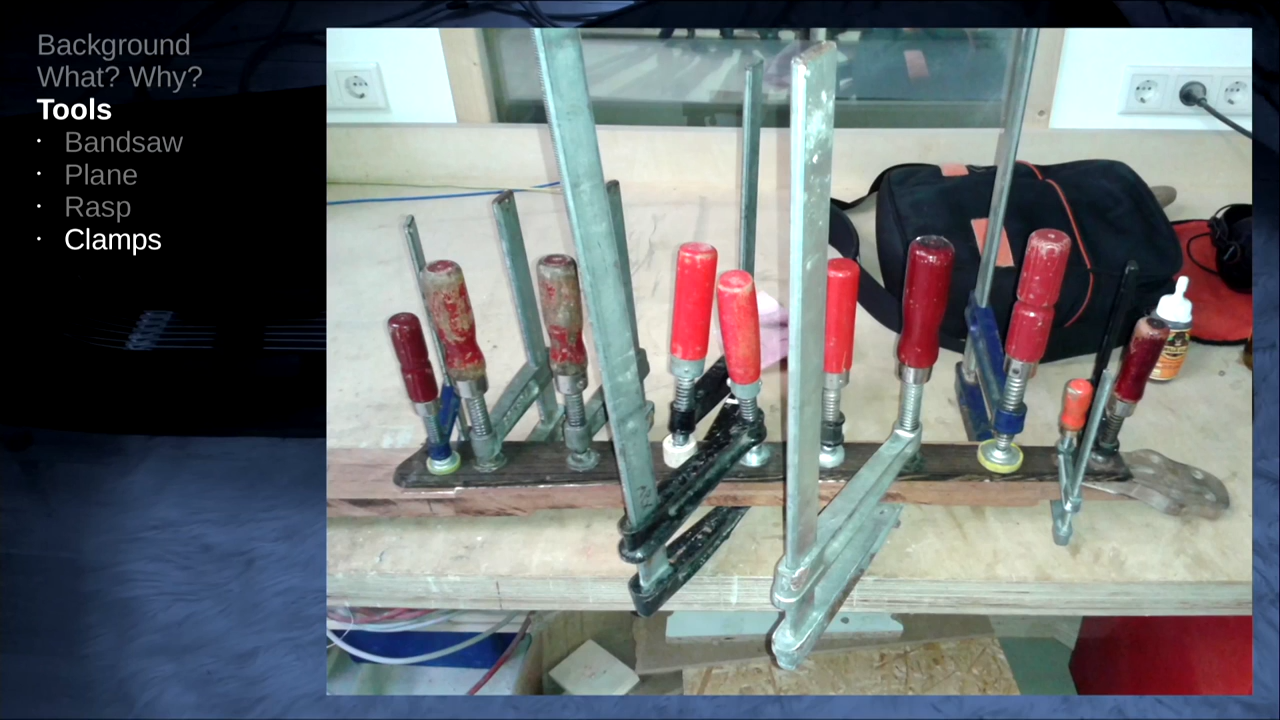 Background
What? Why?
Tools
· Bandsaw
· Plane
· Rasp
· Clamps